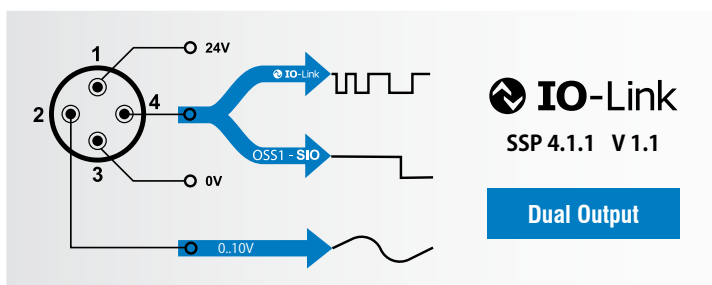 1
24V
IO-Link
2
4
OSS1 - SIO
3
0V
0..10V
IO-Link
SSP 4.1.1 V 1.1
Dual Output